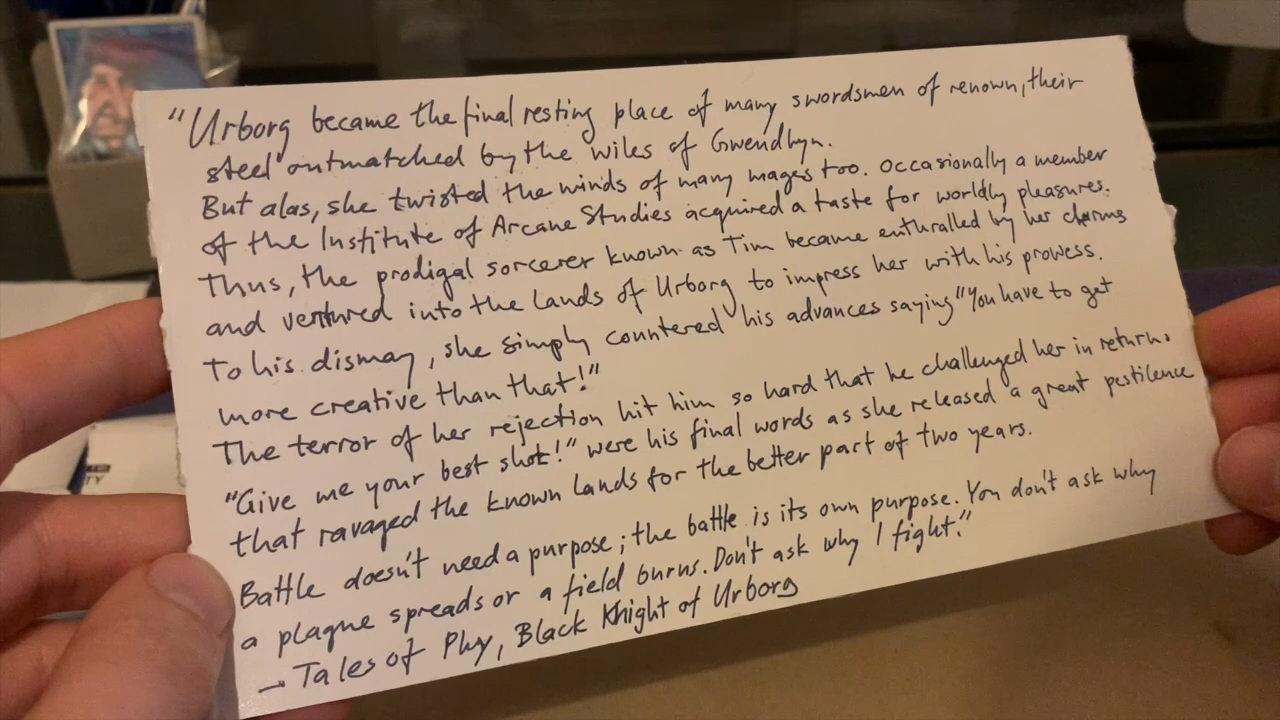 "Urborg became the final resting place of many swordsmen of renown, their
steel outmatched by the wiles of Gwendlyn.
But alas, she twisted the minds of many mages too. Occasionally a member
of the Institute of Arcane Studies acquired a taste for worldly pleasures.
Thus, the prodigal sorcerer known as Tim became enthralled by her charms
and ventured into the lands of Urborg to impress her with his prowess.
To his dismay, she simply countered his advances saying "You have to get
more creative than that!"
The terror of her rejection hit him so hard that he challenged her in return.
"Give me your best shot!" were his final words as she released a great pestilence
that ravaged the known lands for the better part of two years.
Battle doesn't need a purpose; the battle is its own purpose. You don't ask why
a plague spreads or a field burns. Don't ask why I fight."
— Tales of Phy, Black Knight of Urborg
TY